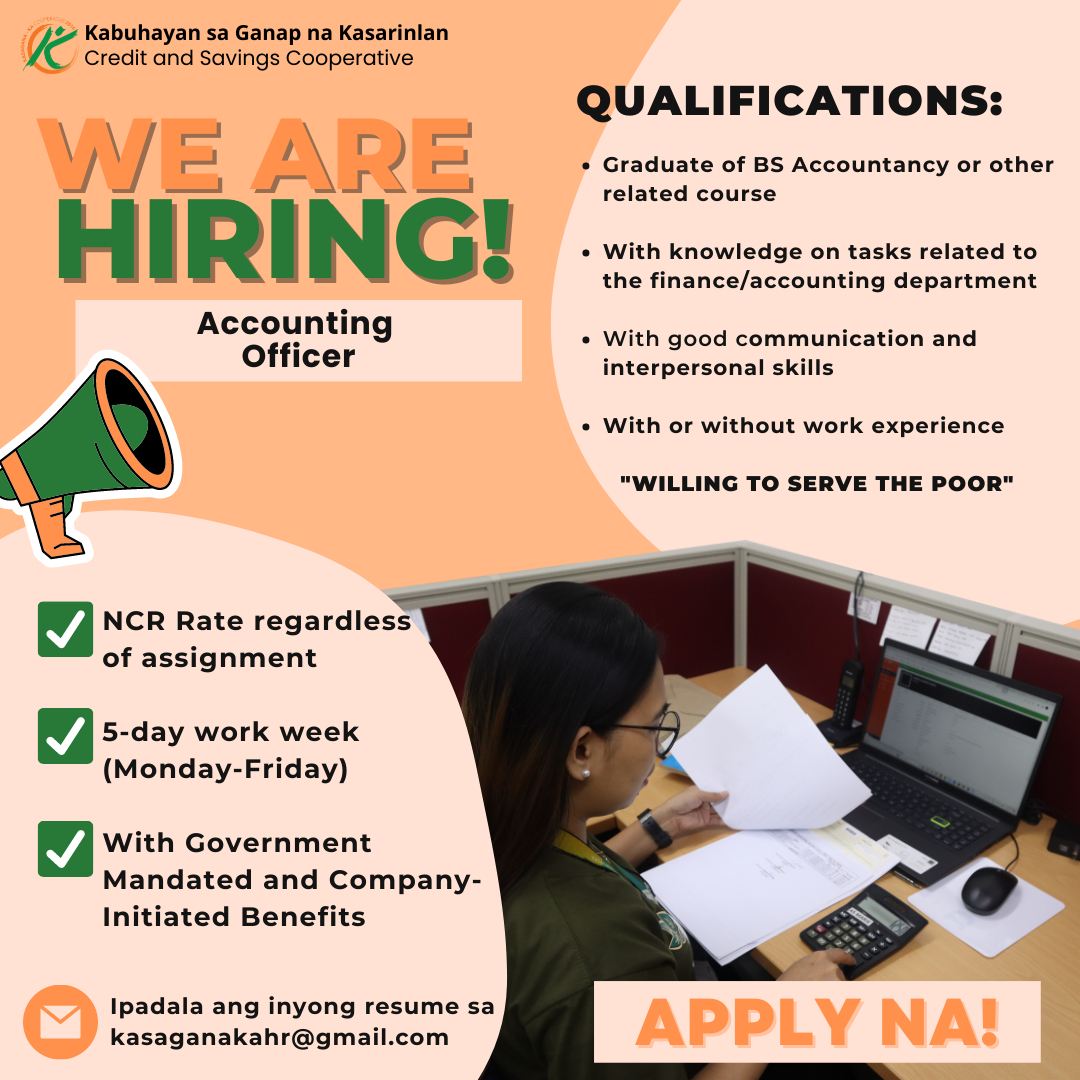 Kabuhayan sa Ganap na Kasarinlan
Credit and Savings Cooperative
WE ARE
HIRING!
Accounting
Officer
QUALIFICATIONS:
• Graduate of BS Accountancy or other
related course
• With knowledge on tasks related to
the finance/accounting department
• With good communication and
interpersonal skills
• With or without work experience
"WILLING TO SERVE THE POOR"
NCR Rate regardless
of assignment
5-day work week
(Monday-Friday)
With Government
Mandated and Company-
Initiated Benefits
Ipadala ang inyong resume sa
kasaganakahr@gmail.com
APPLY NA!